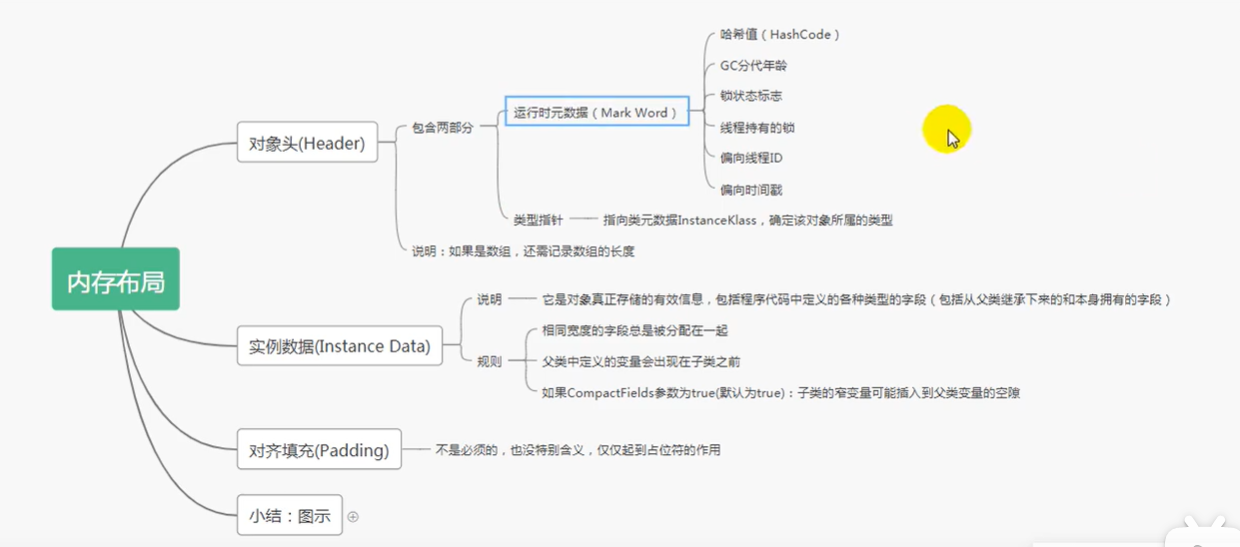 哈希值（HashCode）
GC分代年龄
锁状态标志
运行时元数据（Mark Word）
线程持有的锁
包含两部分
对象头(Header)
偏向线程ID
偏向时间戳
类型指针
指向类元数据InstanceKlass，确定该对象所属的类型
说明：如果是数组，还需记录数组的长度
内存布局
说明
它是对象真正存储的有效信息，包括程序代码中定义的各种类型的字段（包括从父类继承下来的和本身拥有的字段）
实例数据(Instance Data)
规则
相同宽度的字段总是被分配在一起
父类中定义的变量会出现在子类之前
如果CompactFields参数为true(默认为true)：子类的窄变量可能插入到父类变量的空隙
对齐填充(Padding)
不是必须的，也没特别含义，仅仅起到占位符的作用
小结：图示